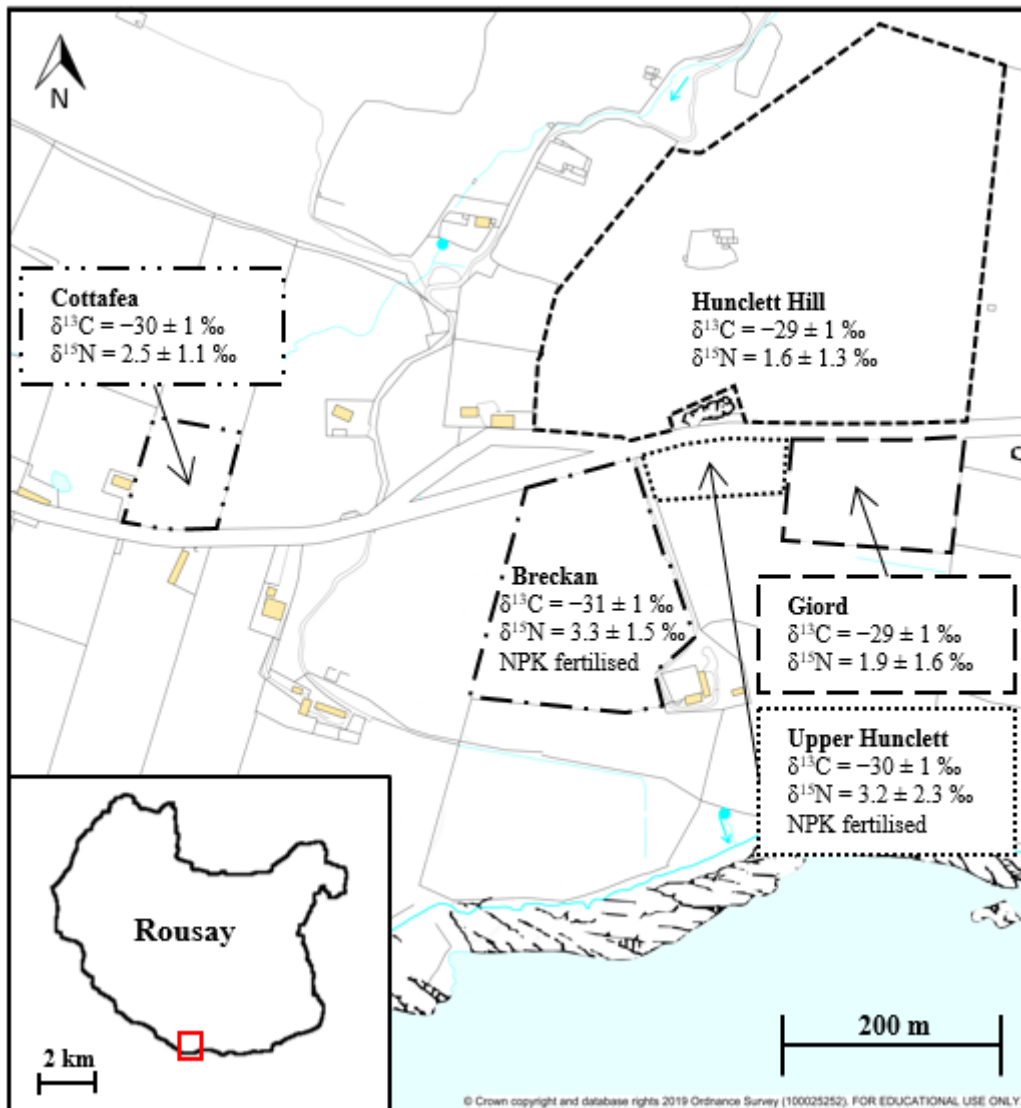 N
Cottafea
δ¹³C = −30 ± 1 ‰
δ¹⁵N = 2.5 ± 1.1 ‰
Hunclett Hill
δ¹³C = −29 ± 1 ‰
δ¹⁵N = 1.6 ± 1.3 ‰
Breckan
δ¹³C = −31 ± 1 ‰
δ¹⁵N = 3.3 ± 1.5 ‰
NPK fertilised
Giord
δ¹³C = −29 ± 1 ‰
δ¹⁵N = 1.9 ± 1.6 ‰
Upper Hunclett
δ¹³C = −30 ± 1 ‰
δ¹⁵N = 3.2 ± 2.3 ‰
NPK fertilised
Rousay
2 km
200 m
© Crown copyright and database rights 2019 Ordnance Survey (100025252). FOR EDUCATIONAL USE ONLY